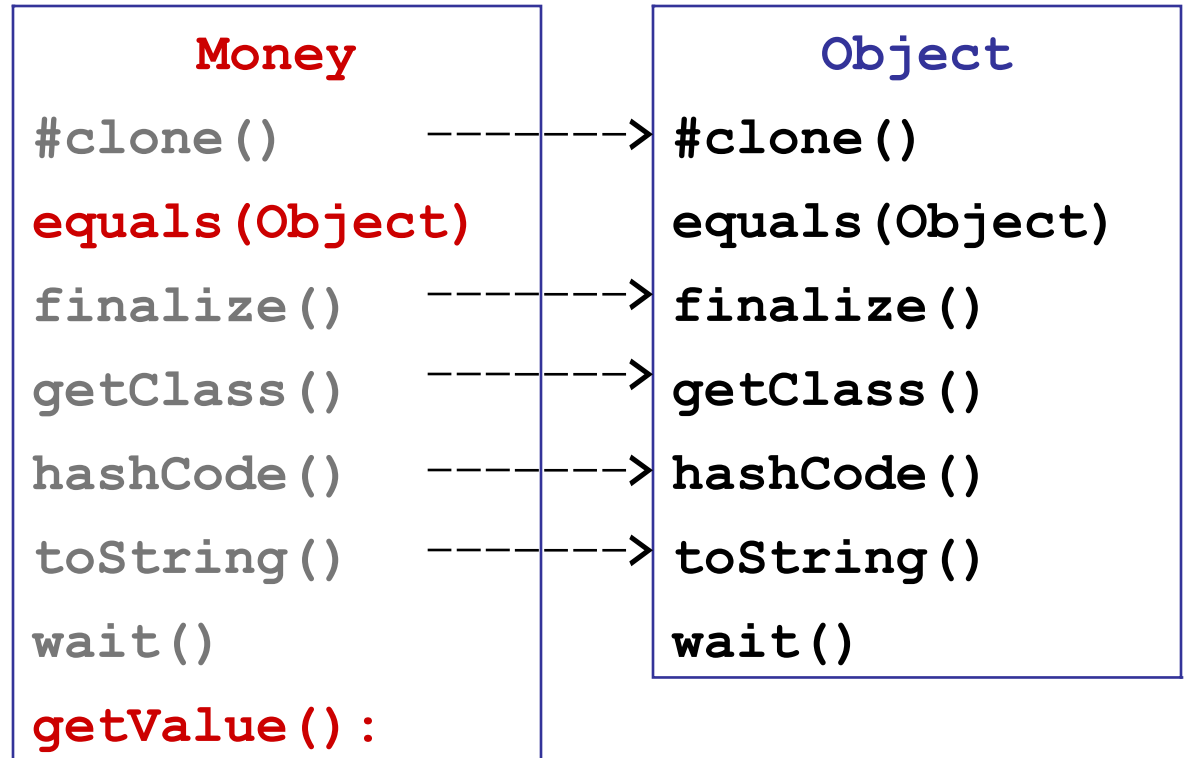 Money
#clone()
equals(Object)
finalize()
getClass()
hashCode()
toString()
wait()
getValue():
Object
#clone()
equals(Object)
finalize()
getClass()
hashCode()
toString()
wait()